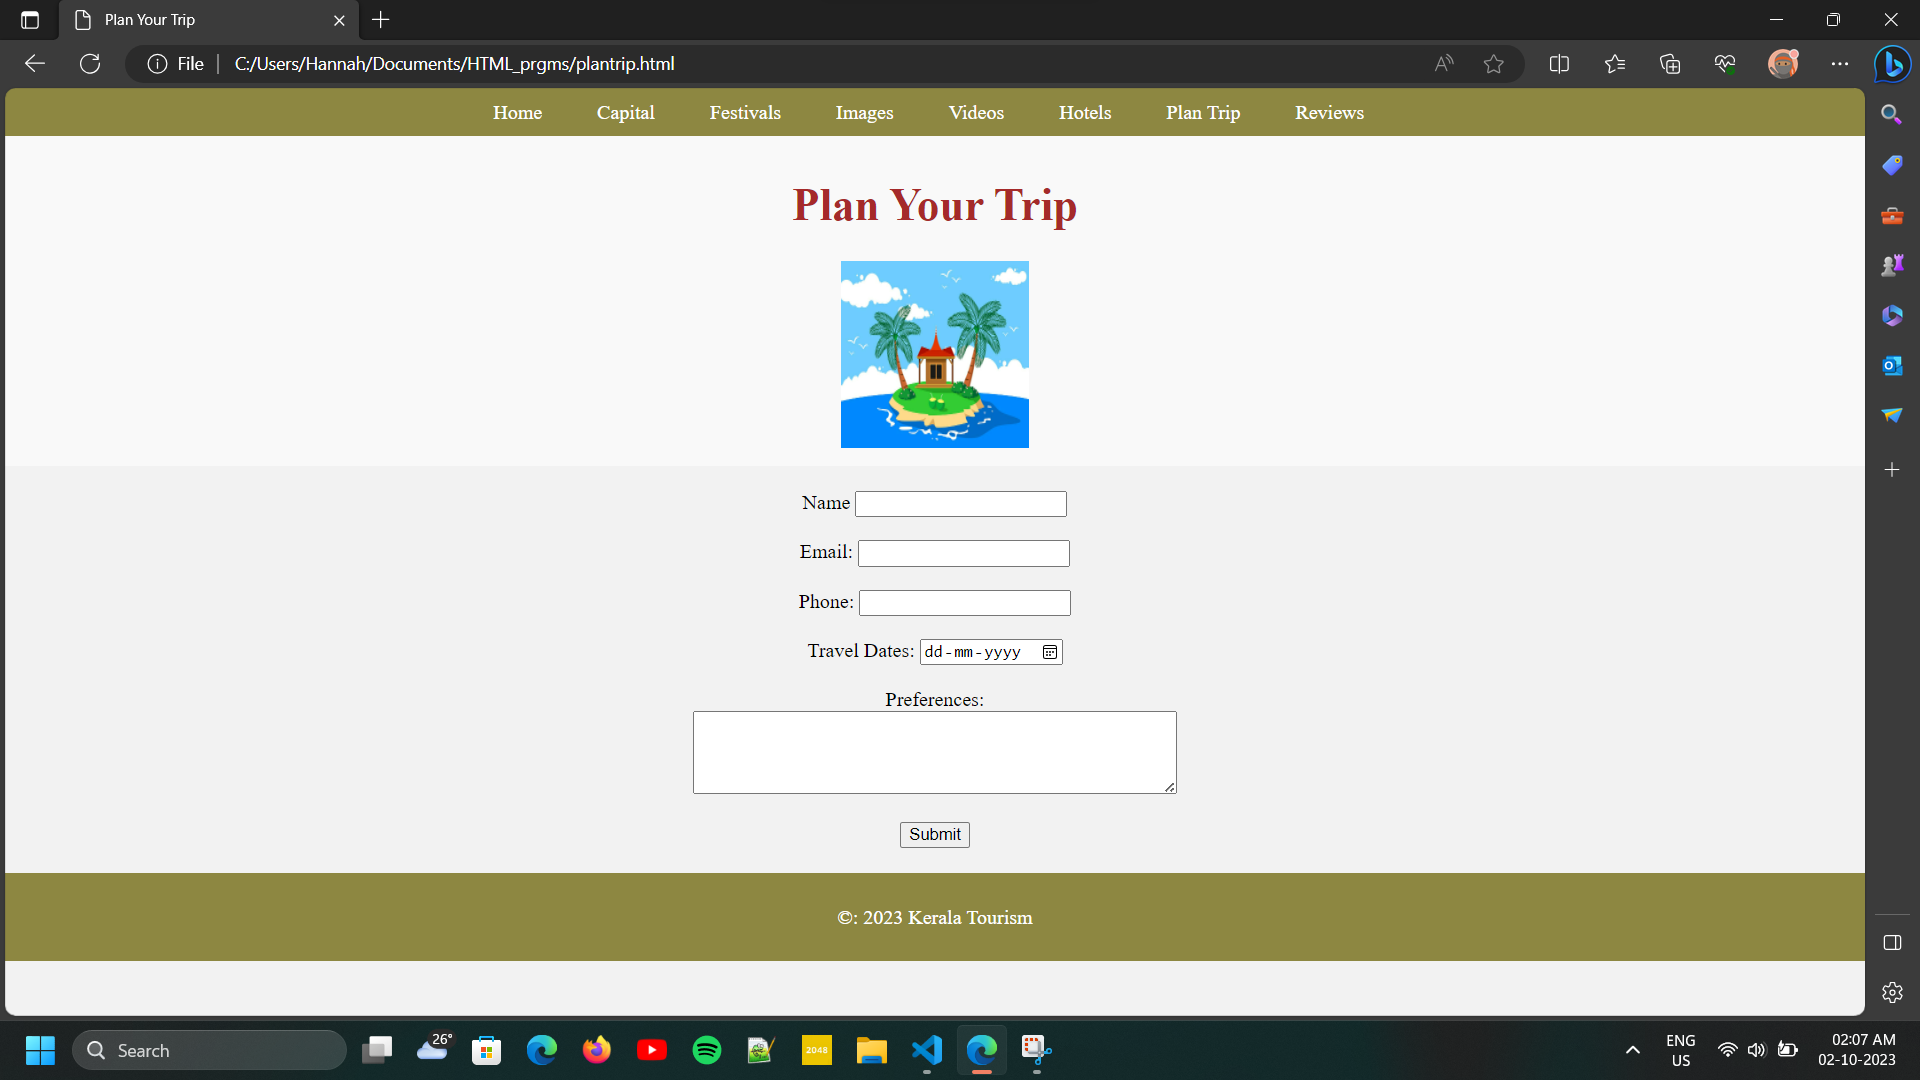 Plan Your Trip
File C:/Users/Hannah/Documents/HTML_prgms/plantrip.html
Home Capital Festivals Images Videos Hotels Plan Trip Reviews
Plan Your Trip
Name
Email:
Phone:
Travel Dates: dd-mm-yyyy
Preferences:
Submit
©: 2023 Kerala Tourism
Search 26° 2048 ENG 02:07 AM
US 02-10-2023